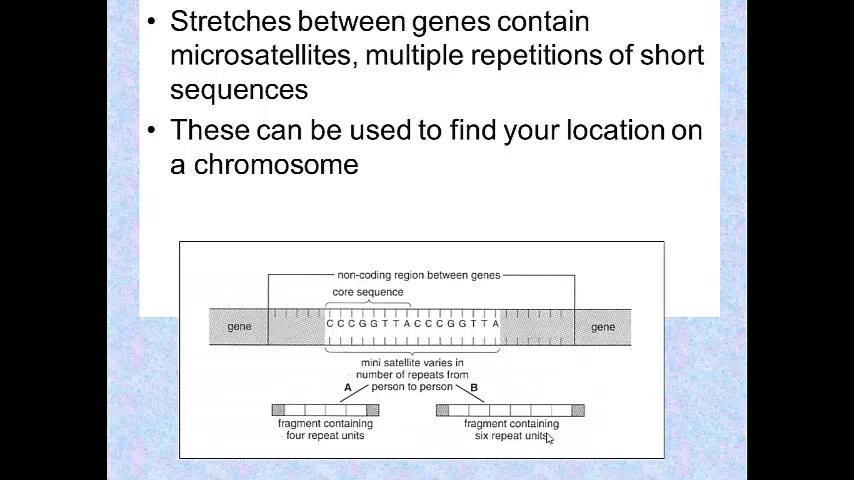 • Stretches between genes contain
microsatellites, multiple repetitions of short
sequences
• These can be used to find your location on
a chromosome
non-coding region between genes
core sequence
gene
CCCGGTTACCCGGTTA
gene
mini satellite varies in
number of repeats from
person to person
A
B
fragment containing
four repeat units
fragment containing
six repeat units